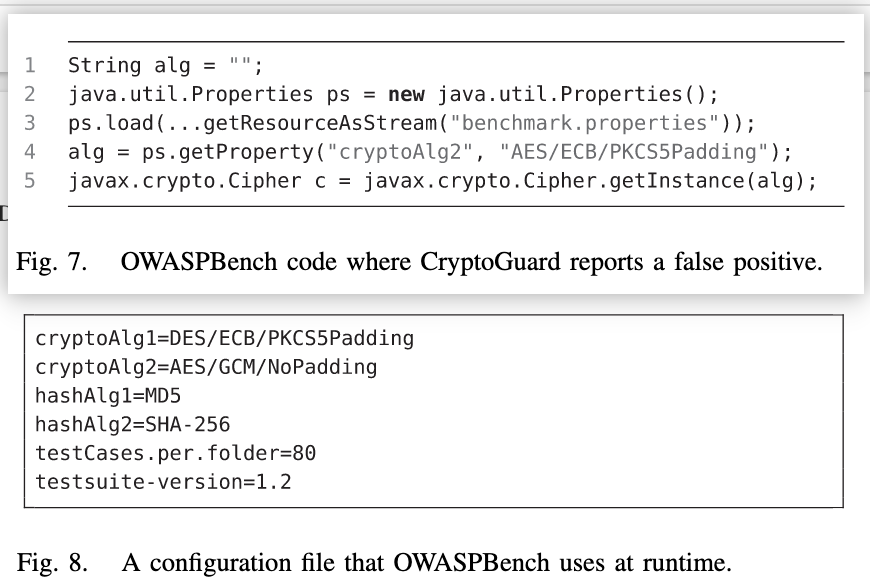 1 String alg = "";
2 java.util.Properties ps = new java.util.Properties();
3 ps.load(...getResourceAsStream("benchmark.properties"));
4 alg = ps.getProperty("cryptoAlg2", "AES/ECB/PKCS5Padding");
5 javax.crypto.Cipher c = javax.crypto.Cipher.getInstance(alg);
Fig. 7. OWASPBench code where CryptoGuard reports a false positive.
cryptoAlg1=DES/ECB/PKCS5Padding
cryptoAlg2=AES/GCM/NoPadding
hashAlg1=MD5
hashAlg2=SHA-256
testCases.per.folder=80
testsuite-version=1.2
Fig. 8. A configuration file that OWASPBench uses at runtime.